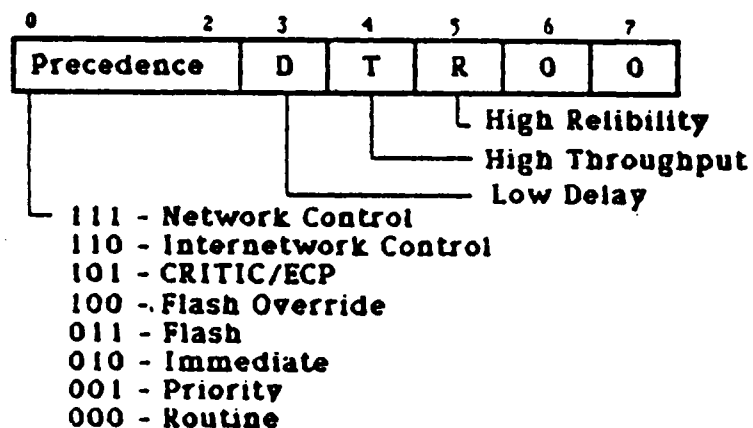 0 2 3 4 5 6 7
Precedence D T R 0 0
High Relibility
High Throughput
Low Delay
111 - Network Control
110 - Internetwork Control
101 - CRITIC/ECP
100 - Flash Override
011 - Flash
010 - Immediate
001 - Priority
000 - Routine